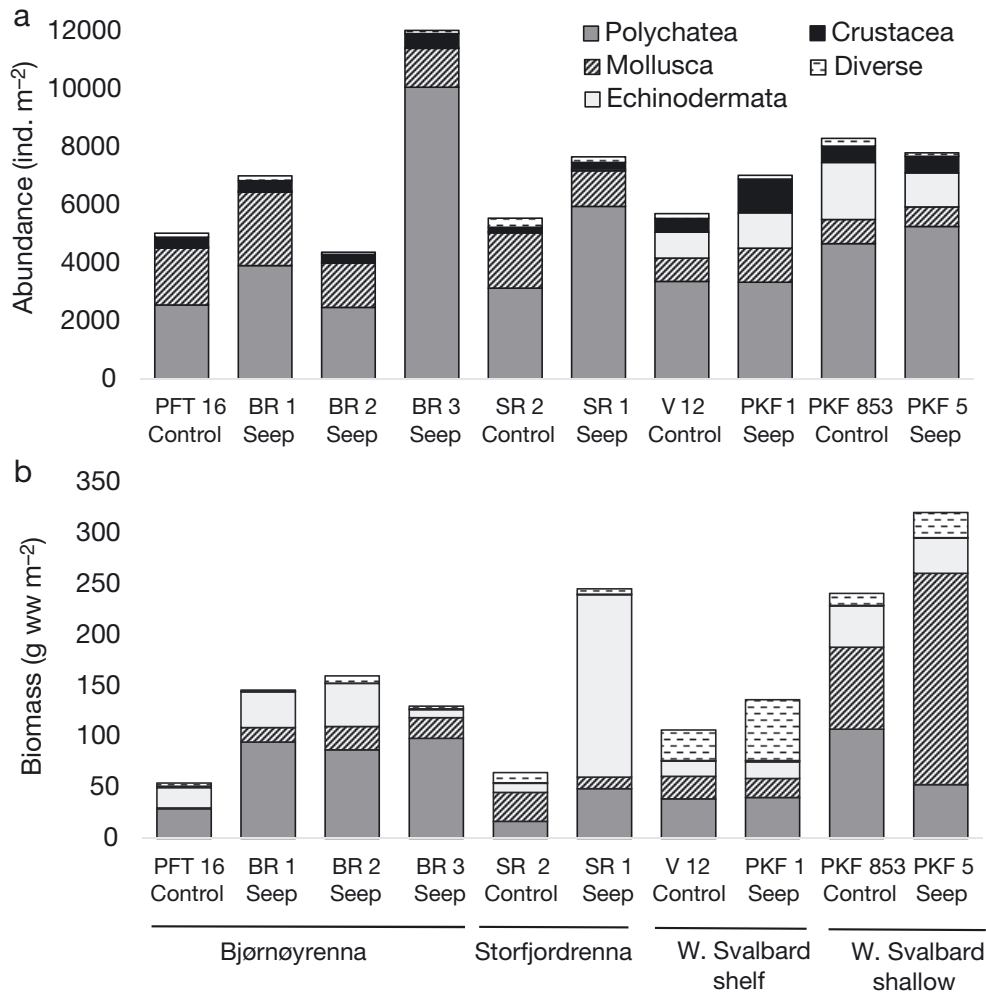 a
12000
10000
8000
6000
4000
2000
0
Abundance (ind. m–2)
Polychatea
Crustacea
Mollusca
Diverse
Echinodermata
PFT 16 BR 1 BR 2 BR 3 SR 2 SR 1 V 12 PKF 1 PKF 853 PKF 5
Control Seep Seep Seep Control Seep Control Seep Control Seep
b
350
300
250
200
150
100
50
0
Biomass (g ww m–2)
PFT 16 BR 1 BR 2 BR 3 SR 2 SR 1 V 12 PKF 1 PKF 853 PKF 5
Control Seep Seep Seep Control Seep Control Seep Control Seep
Bjørnøyrenna Storfjordrenna W. Svalbard W. Svalbard
shelf shallow